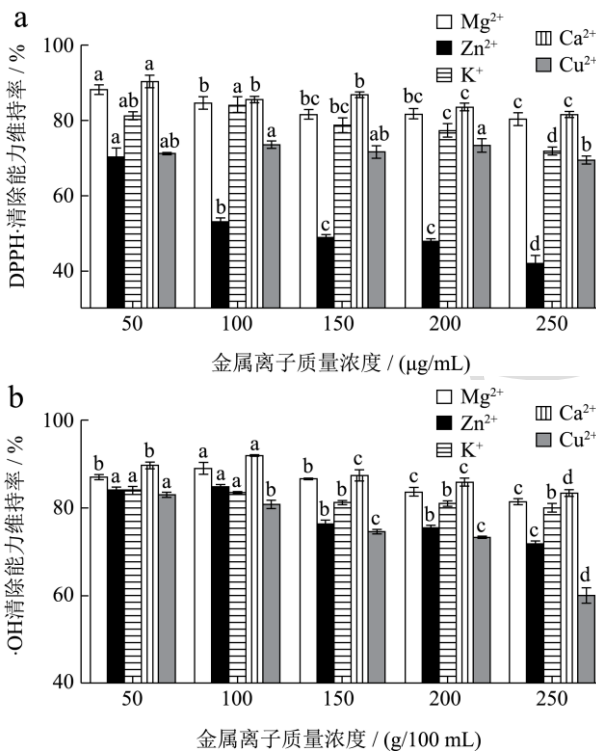 a
Mg²⁺
Zn²⁺
K⁺
Ca²⁺
Cu²⁺
DPPH·清除能力维持率 / %
100
80
60
40
a a ab a ab
b b a b a
bc c bc b ab
bc c c c a
c d d c b
50 100 150 200 250
金属离子质量浓度 / (μg/mL)
b
Mg²⁺
Zn²⁺
K⁺
Ca²⁺
Cu²⁺
·OH清除能力维持率 / %
100
80
60
40
b a a b a
a a a a b
b b b c c
c b b c c
c c b d d
50 100 150 200 250
金属离子质量浓度 / (g/100 mL)